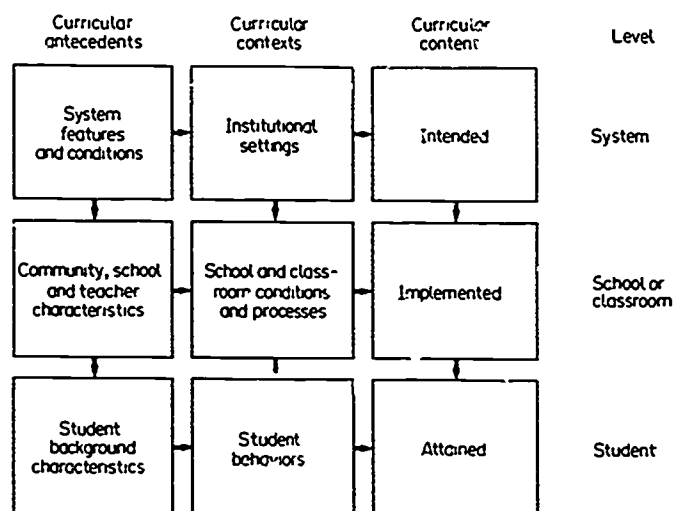 Curricular antecedents
Curricular contexts
Curricular content
Level
System features and conditions
Institutional settings
Intended
System
Community, school and teacher characteristics
School and class-room conditions and processes
Implemented
School or classroom
Student background characteristics
Student behaviors
Attained
Student